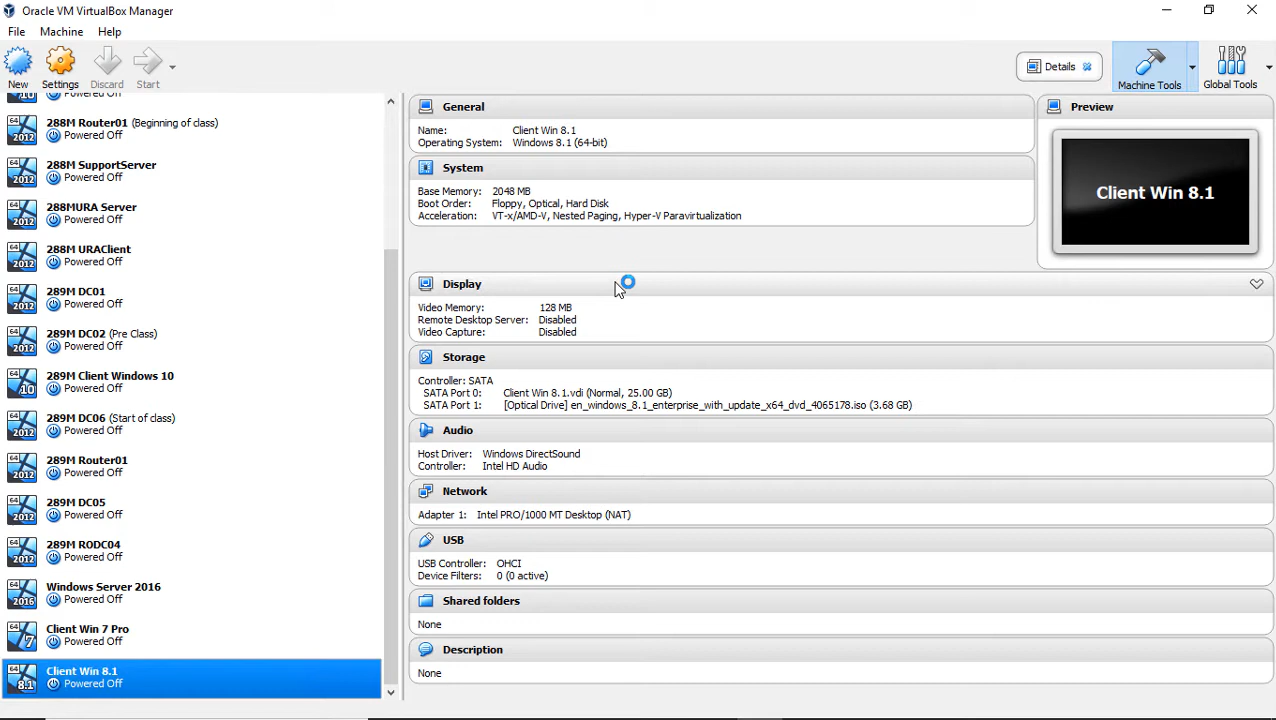 Oracle VM VirtualBox Manager
File Machine Help
New Settings Discard Start Details Machine Tools Global Tools
Powered Off
288M Router01 (Beginning of class)
Powered Off
288M SupportServer
Powered Off
288MURA Server
Powered Off
288M URAClient
Powered Off
289M DC01
Powered Off
289M DC02 (Pre Class)
Powered Off
289M Client Windows 10
Powered Off
289M DC06 (Start of class)
Powered Off
289M Router01
Powered Off
289M DC05
Powered Off
289M RODC04
Powered Off
Windows Server 2016
Powered Off
Client Win 7 Pro
Powered Off
Client Win 8.1
Powered Off
General
Name: Client Win 8.1
Operating System: Windows 8.1 (64-bit)
System
Base Memory: 2048 MB
Boot Order: Floppy, Optical, Hard Disk
Acceleration: VT-x/AMD-V, Nested Paging, Hyper-V Paravirtualization
Preview
Client Win 8.1
Display
Video Memory: 128 MB
Remote Desktop Server: Disabled
Video Capture: Disabled
Storage
Controller: SATA
SATA Port 0: Client Win 8.1.vdi (Normal, 25.00 GB)
SATA Port 1: [Optical Drive] en_windows_8.1_enterprise_with_update_x64_dvd_4065178.iso (3.68 GB)
Audio
Host Driver: Windows DirectSound
Controller: Intel HD Audio
Network
Adapter 1: Intel PRO/1000 MT Desktop (NAT)
USB
USB Controller: OHCI
Device Filters: 0 (0 active)
Shared folders
None
Description
None